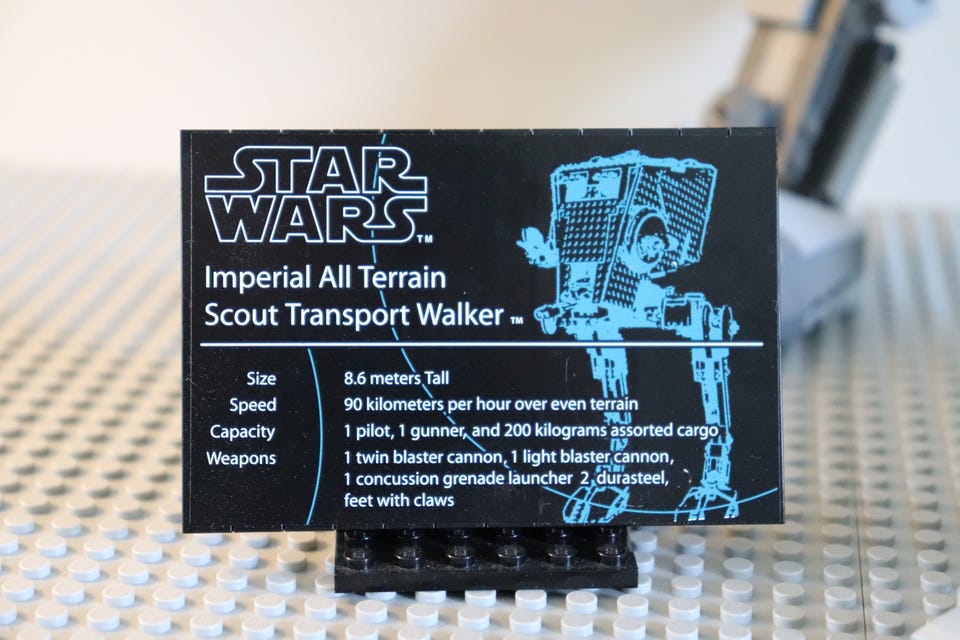 STAR
WARS™
Imperial All Terrain
Scout Transport Walker ™
Size 8.6 meters Tall
Speed 90 kilometers per hour over even terrain
Capacity 1 pilot, 1 gunner, and 200 kilograms assorted cargo
Weapons 1 twin blaster cannon, 1 light blaster cannon,
1 concussion grenade launcher 2 durasteel,
feet with claws